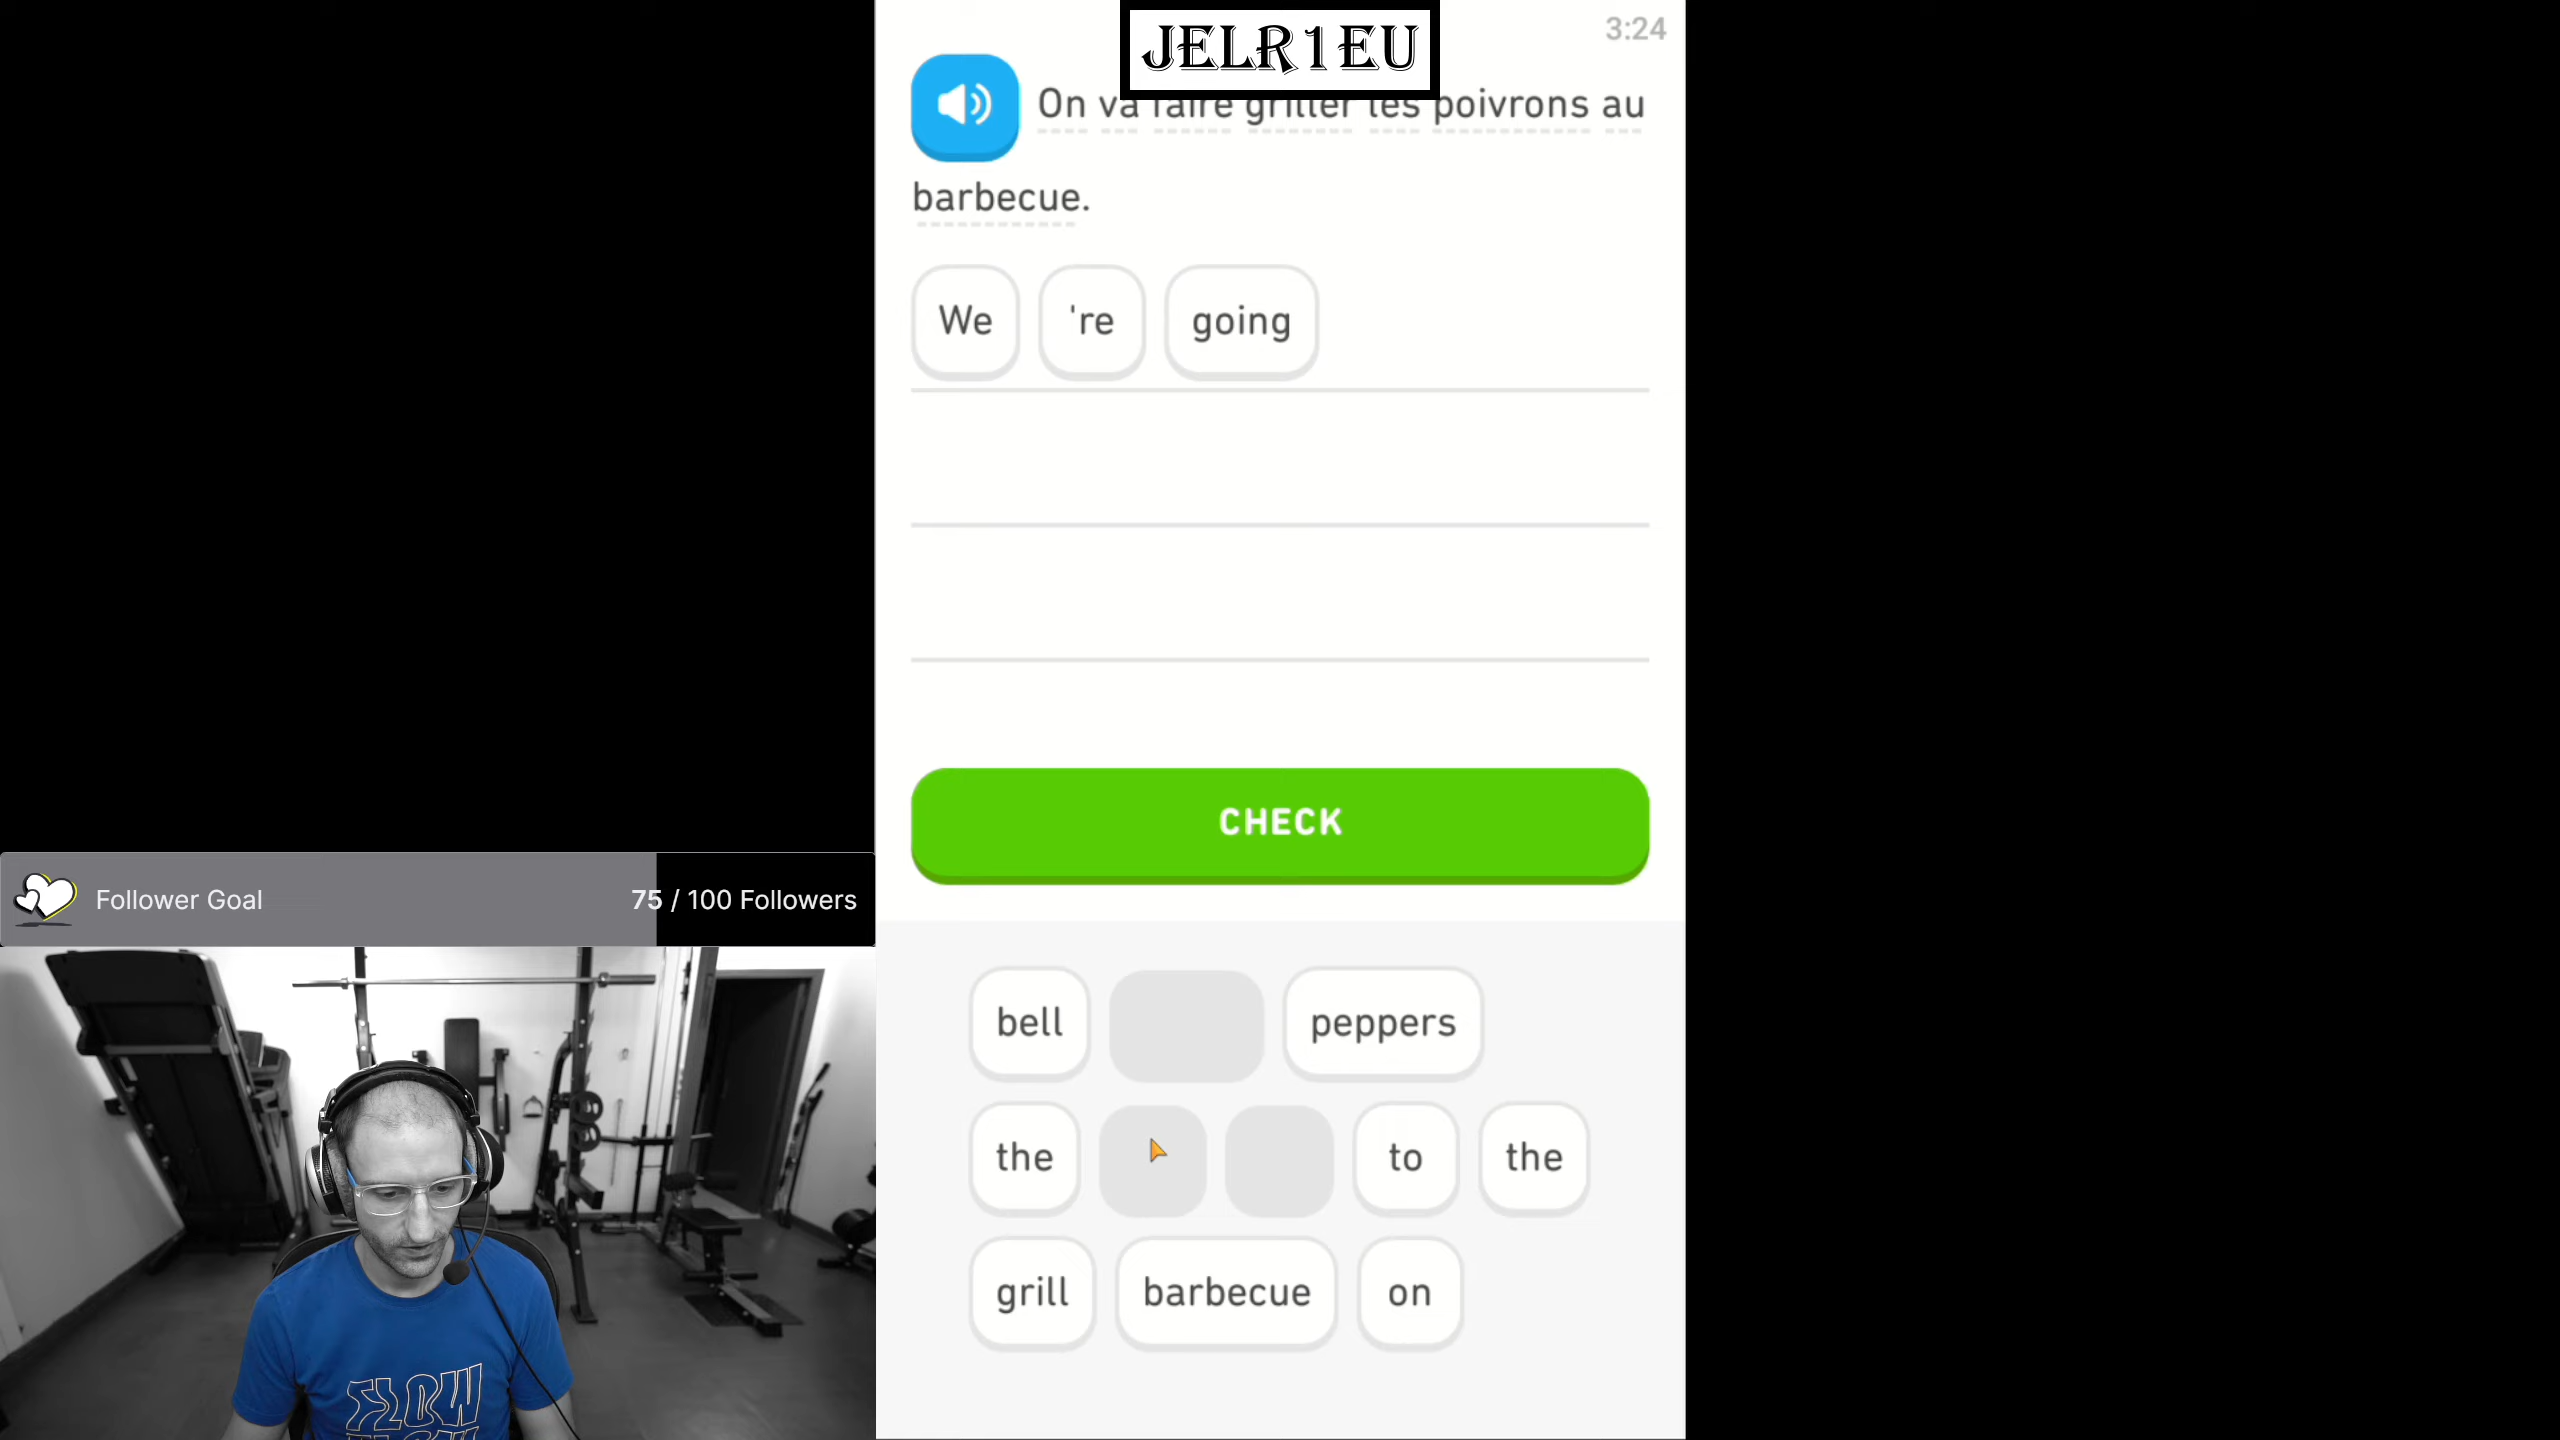 JELR1EU
3:24
On va faire griller les poivrons au
barbecue.
We 're going
CHECK
Follower Goal 75 / 100 Followers
bell peppers
the to the
grill barbecue on
FLOW